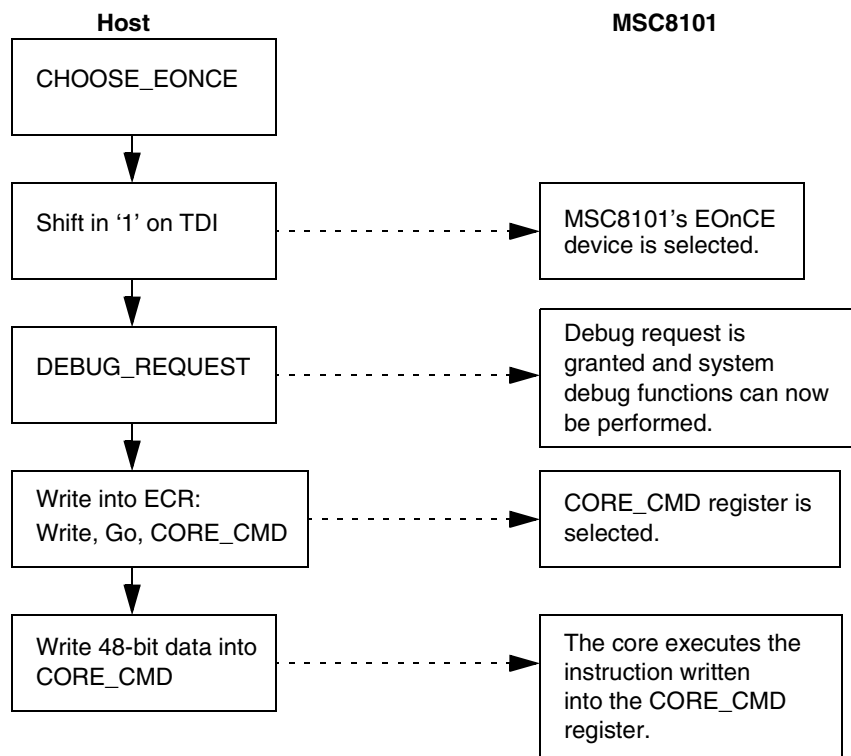 Host
MSC8101
CHOOSE_EONCE
Shift in ‘1’ on TDI
MSC8101’s EOnCE
device is selected.
DEBUG_REQUEST
Debug request is
granted and system
debug functions can now
be performed.
Write into ECR:
Write, Go, CORE_CMD
CORE_CMD register is
selected.
Write 48-bit data into
CORE_CMD
The core executes the
instruction written
into the CORE_CMD
register.